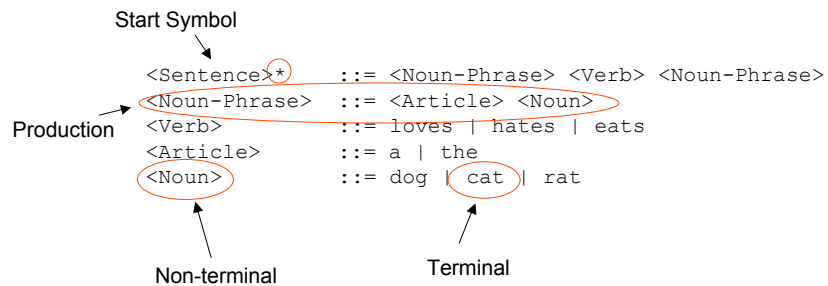 Start Symbol
<Sentence>* ::= <Noun-Phrase> <Verb> <Noun-Phrase>
<Noun-Phrase> ::= <Article> <Noun>
Production
<Verb> ::= loves | hates | eats
<Article> ::= a | the
<Noun> ::= dog | cat | rat
Non-terminal
Terminal